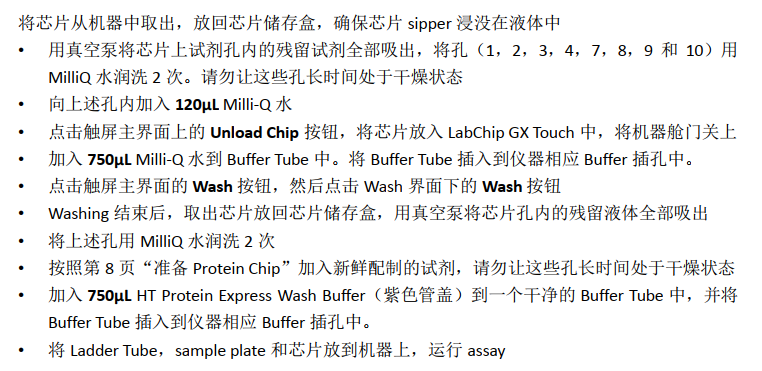 将芯片从机器中取出，放回芯片储存盒，确保芯片 sipper 浸没在液体中
• 用真空泵将芯片上试剂孔内的残留试剂全部吸出，将孔（1，2，3，4，7，8，9 和 10）用
MilliQ 水润洗 2 次。请勿让这些孔长时间处于干燥状态
• 向上述孔内加入 120µL Milli-Q 水
• 点击触屏主界面上的 Unload Chip 按钮，将芯片放入 LabChip GX Touch 中，将机器舱门关上
• 加入 750µL Milli-Q 水到 Buffer Tube 中。将 Buffer Tube 插入到仪器相应 Buffer 插孔中。
• 点击触屏主界面的 Wash 按钮，然后点击 Wash 界面下的 Wash 按钮
• Washing 结束后，取出芯片放回芯片储存盒，用真空泵将芯片孔内的残留液体全部吸出
• 将上述孔用 MilliQ 水润洗 2 次
• 按照第 8 页“准备 Protein Chip”加入新鲜配制的试剂，请勿让这些孔长时间处于干燥状态
• 加入 750µL HT Protein Express Wash Buffer（紫色管盖）到一个干净的 Buffer Tube 中，并将
Buffer Tube 插入到仪器相应 Buffer 插孔中。
• 将 Ladder Tube，sample plate 和芯片放到机器上，运行 assay